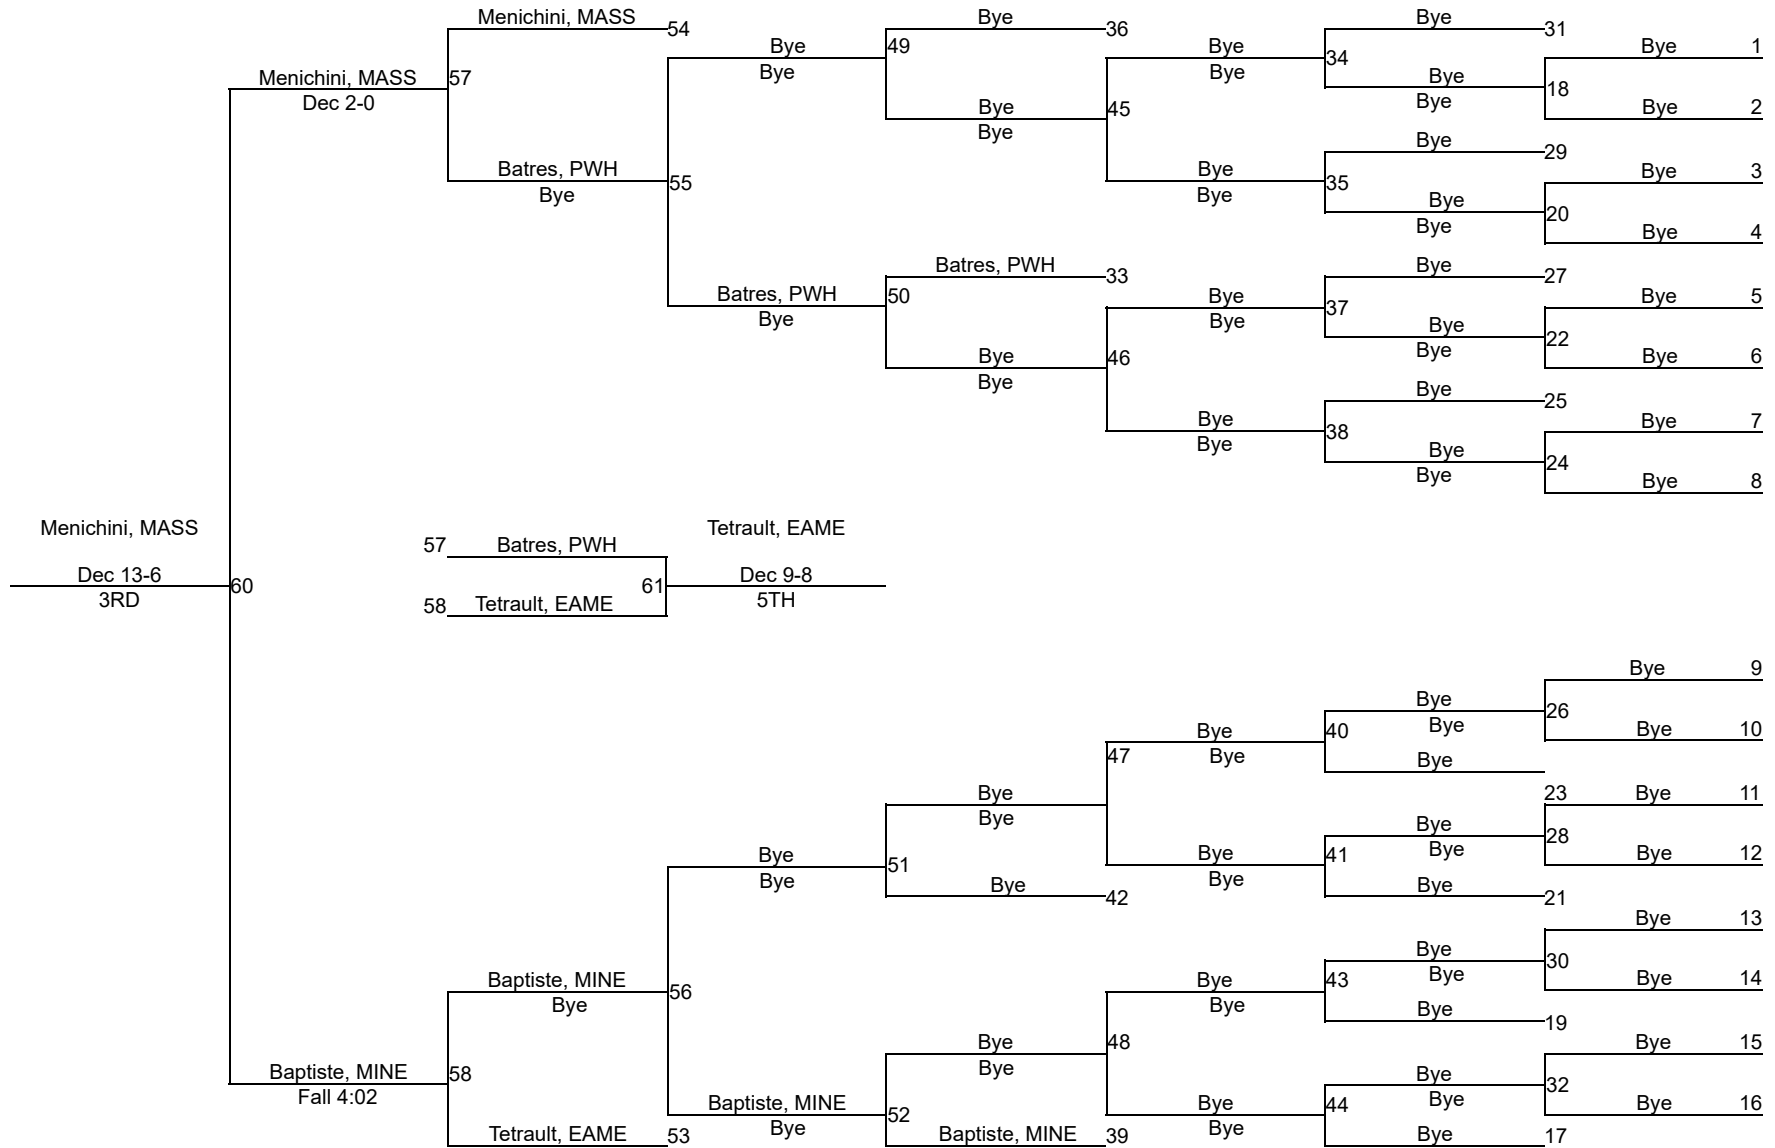 Menichini, MASS
54
Bye
36
Bye
31
Bye
49
Bye
34
Bye 1
Menichini, MASS
57
Bye
Bye
Bye
18
Dec 2-0
Bye
45
Bye
Bye 2
Bye
Bye
29
Batres, PWH
55
Bye
35
Bye 3
Bye
Bye
Bye
20
Bye
Bye 4
Batres, PWH
33
Bye
27
Batres, PWH
50
Bye
37
Bye 5
Bye
Bye
Bye
22
Bye
46
Bye
Bye 6
Bye
Bye
25
Bye
38
Bye 7
Bye
Bye
24
Bye
Bye 8
Menichini, MASS
Tetrault, EAME
57 Batres, PWH
Dec 13-6
60
61
Dec 9-8
3RD
58 Tetrault, EAME
5TH
Bye 9
Bye
26
Bye
40
Bye
Bye 10
47
Bye
Bye
Bye
23
Bye 11
Bye
Bye
28
Bye
51
Bye
41
Bye
Bye 12
Bye
Bye
42
Bye
Bye
21
Bye 13
Bye
30
Baptiste, MINE
56
Bye
43
Bye
Bye 14
Bye
Bye
Bye
19
Bye
48
Bye 15
Baptiste, MINE
58
Bye
Bye
32
Fall 4:02
Baptiste, MINE
52
Bye
44
Bye
Bye 16
Tetrault, EAME
53
Bye
Baptiste, MINE
39
Bye
Bye
17